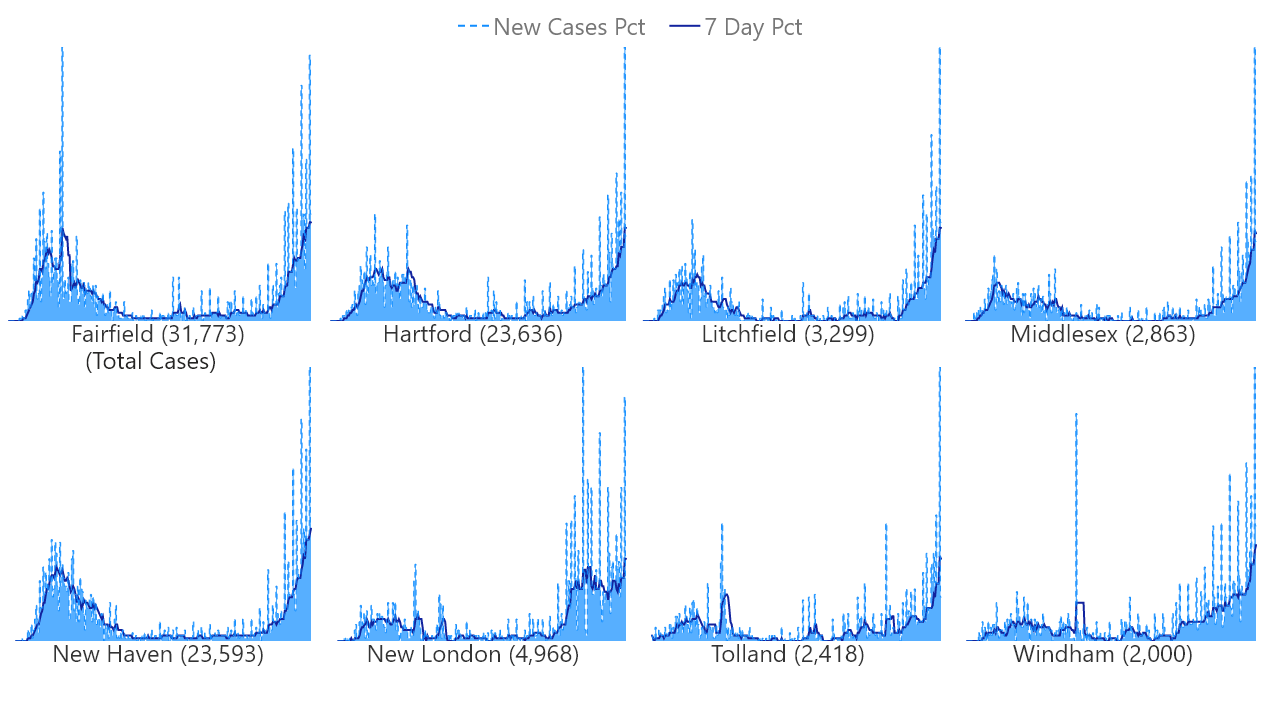 New Cases Pct 7 Day Pct
Fairfield (31,773) Hartford (23,636) Litchfield (3,299) Middlesex (2,863)
(Total Cases)
New Haven (23,593) New London (4,968) Tolland (2,418) Windham (2,000)